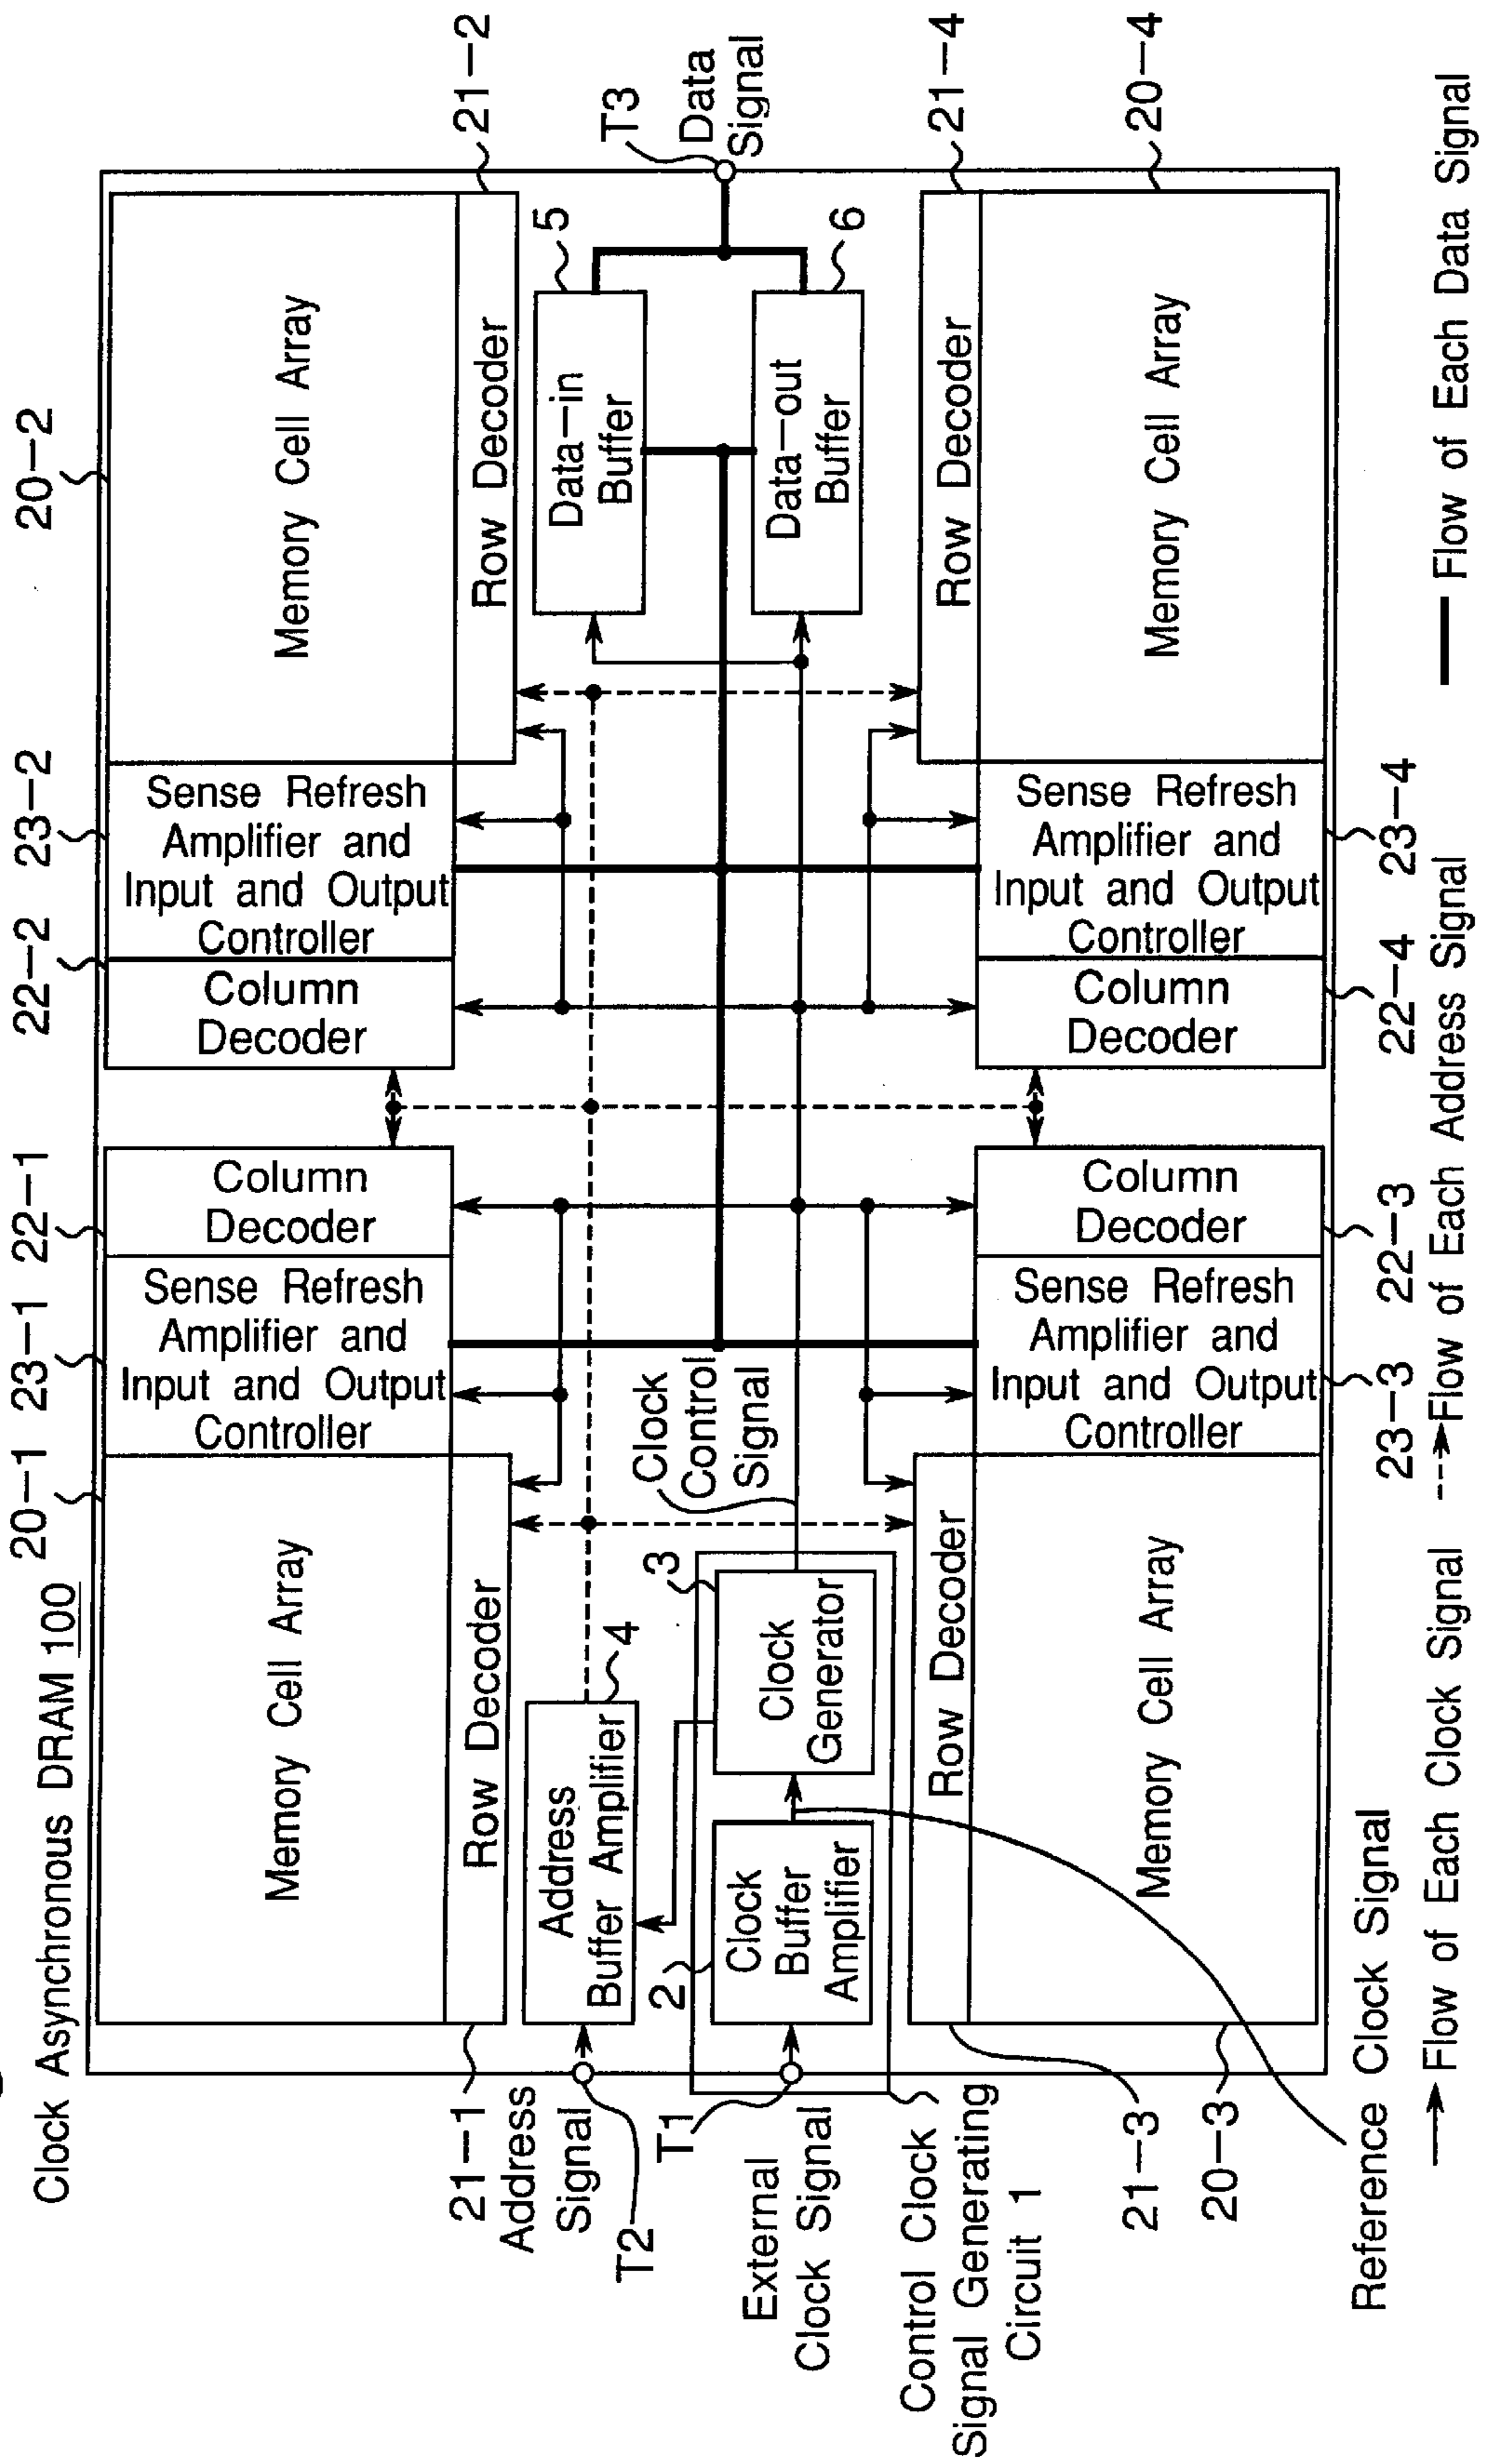 Clock Asynchronous DRAM 100
20-1
23-1
22-1
22-2
23-2
20-2
Memory Cell Array
Sense Refresh
Amplifier and
Input and Output
Controller
Column
Decoder
Column
Decoder
Sense Refresh
Amplifier and
Input and Output
Controller
Memory Cell Array
Row Decoder
Row Decoder
21-1
21-2
Address
Signal
T2
Address
Buffer Amplifier
4
Data-in
Buffer
5
T3
Data
Signal
T1
External
Clock Signal
2
Clock
Buffer
Amplifier
3
Clock
Generator
Clock
Control
Signal
Data-out
Buffer
6
Control Clock
Signal Generating
Circuit 1
Row Decoder
Row Decoder
21-3
21-4
20-3
20-4
Memory Cell Array
Sense Refresh
Amplifier and
Input and Output
Controller
Column
Decoder
Column
Decoder
Sense Refresh
Amplifier and
Input and Output
Controller
Memory Cell Array
23-3
22-3
22-4
23-4
Reference Clock Signal
Flow of Each Clock Signal
Flow of Each Address Signal
Flow of Each Data Signal